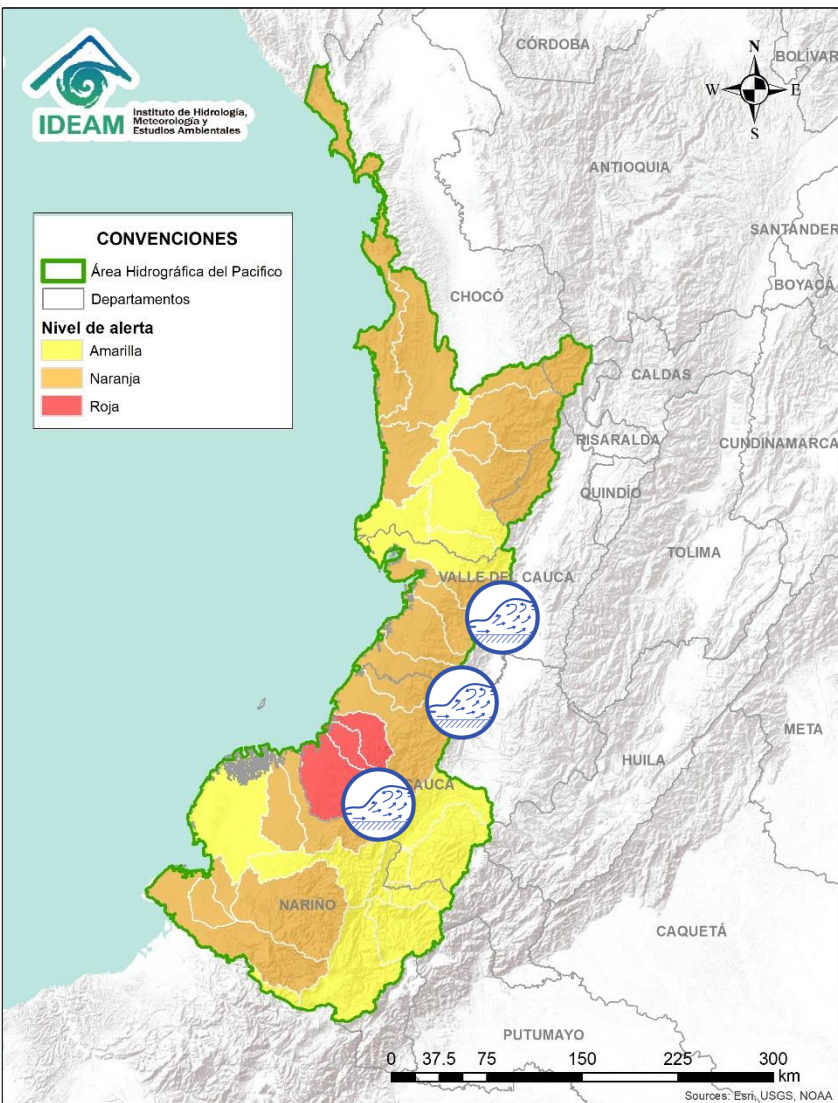 IDEAM
Instituto de Hidrología,
Meteorología y
Estudios Ambientales
CÓRDOBA
BOLÍVAR
N
W
E
S
ANTIOQUIA
SANTANDER
BOYACÁ
CONVENCIONES
Área Hidrográfica del Pacifico
Departamentos
Nivel de alerta
Amarilla
Naranja
Roja
CHOCÓ
CALDAS
RISARALDA
CUNDINAMARCA
QUINDÍO
TOLIMA
VALLE DEL CAUCA
META
HUILA
CAUCA
NARIÑO
CAQUETÁ
PUTUMAYO
0 37.5 75 150 225 300
km
Sources: Esri, USGS, NOAA